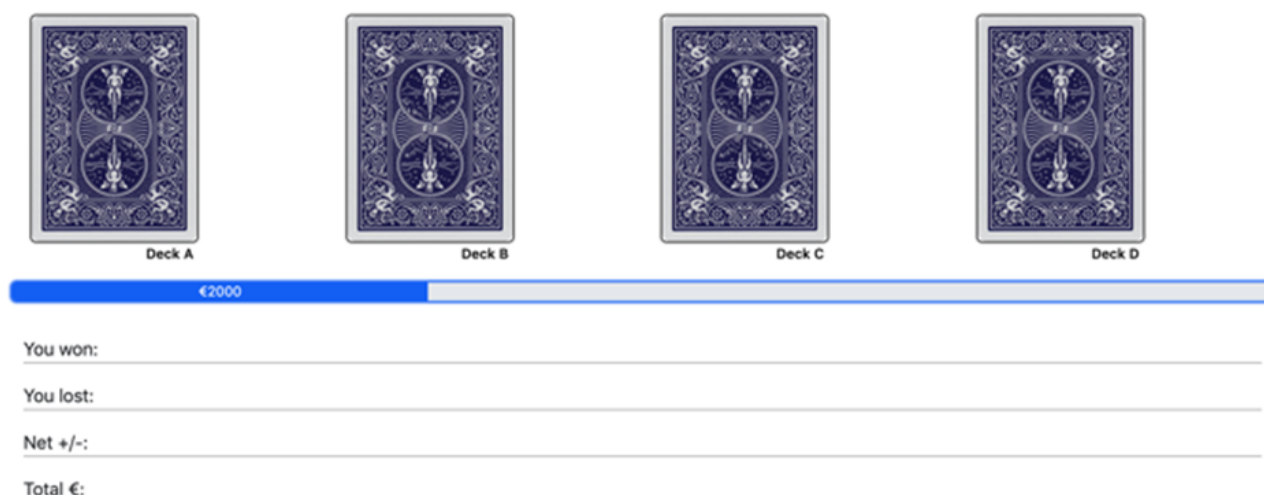 Deck A Deck B Deck C Deck D
€2000
You won:
You lost:
Net +/-:
Total €: